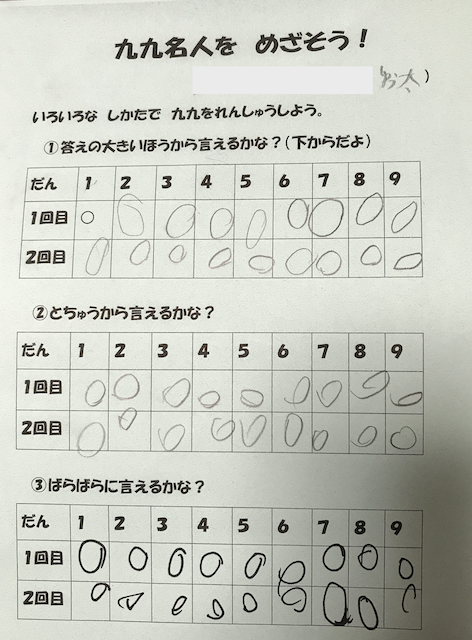 九九名人を めざそう！
）
いろいろな しかたで 九九をれんしゅうしよう。
①答えの大きいほうから言えるかな？（下からだよ）
だん 1 2 3 4 5 6 7 8 9
1回目 ○ ○ ○ ○ ○ ○ ○ ○ ○
2回目 ○ ○ ○ ○ ○ ○ ○ ○ ○
②とちゅうから言えるかな？
だん 1 2 3 4 5 6 7 8 9
1回目 ○ ○ ○ ○ ○ ○ ○ ○ ○
2回目 ○ ○ ○ ○ ○ ○ ○ ○ ○
③ばらばらに言えるかな？
だん 1 2 3 4 5 6 7 8 9
1回目 ○ ○ ○ ○ ○ ○ ○ ○ ○
2回目 ○ ○ ○ ○ ○ ○ ○ ○ ○